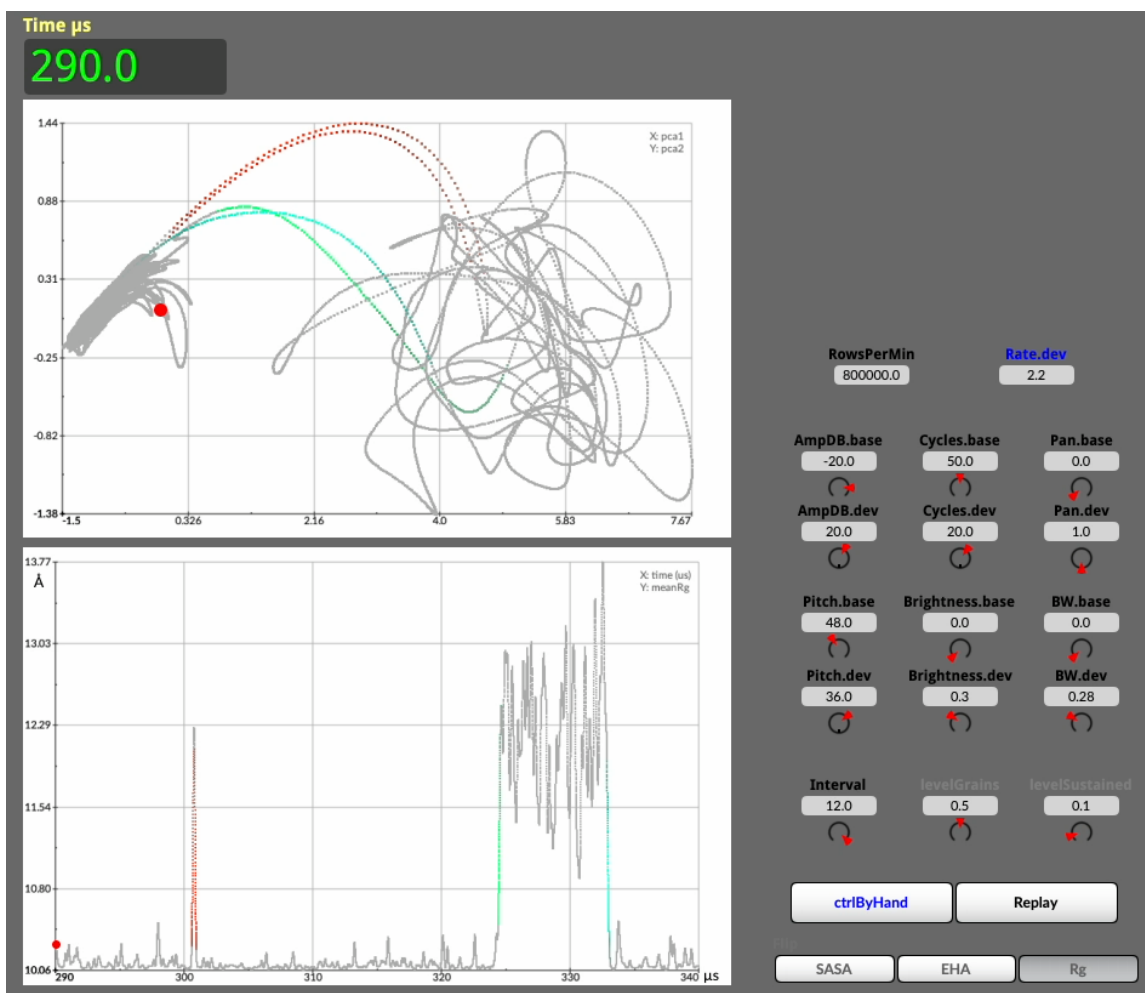 Time µs
290.0
1.44
X: pca1
Y: pca2
0.88
0.31
-0.25
-0.82
-1.38
-1.5 0.326 2.16 4.0 5.83 7.67
13.77
Å
X: time (us)
Y: meanRg
13.03
12.29
11.54
10.80
10.06
290 300 310 320 330 340 µs
RowsPerMin Rate.dev
800000.0 2.2
AmpDB.base Cycles.base Pan.base
-20.0 50.0 0.0
AmpDB.dev Cycles.dev Pan.dev
20.0 20.0 1.0
Pitch.base Brightness.base BW.base
48.0 0.0 0.0
Pitch.dev Brightness.dev BW.dev
36.0 0.3 0.28
Interval levelGrains levelSustained
12.0 0.5 0.1
ctrlByHand Replay
Flip
SASA EHA Rg